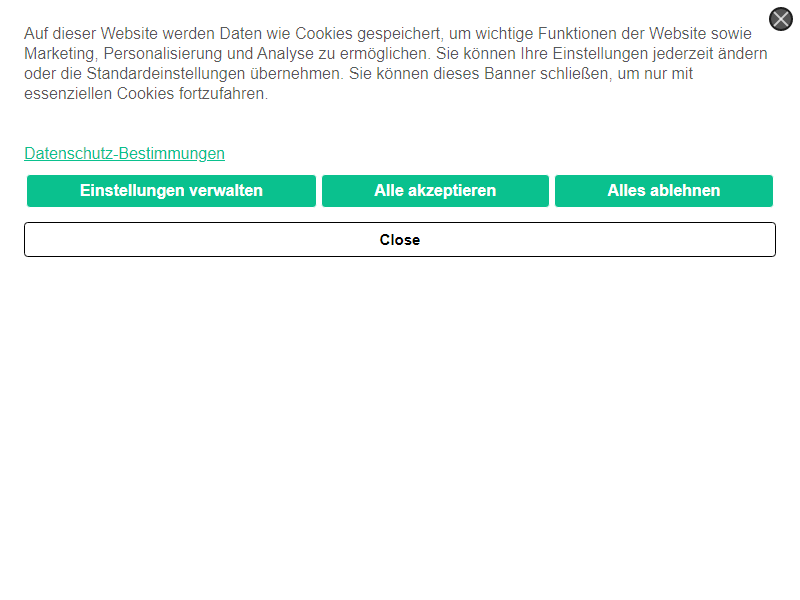 Auf dieser Website werden Daten wie Cookies gespeichert, um wichtige Funktionen der Website sowie
Marketing, Personalisierung und Analyse zu ermöglichen. Sie können Ihre Einstellungen jederzeit ändern
oder die Standardeinstellungen übernehmen. Sie können dieses Banner schließen, um nur mit
essenziellen Cookies fortzufahren.
Datenschutz-Bestimmungen
Einstellungen verwalten
Alle akzeptieren
Alles ablehnen
Close